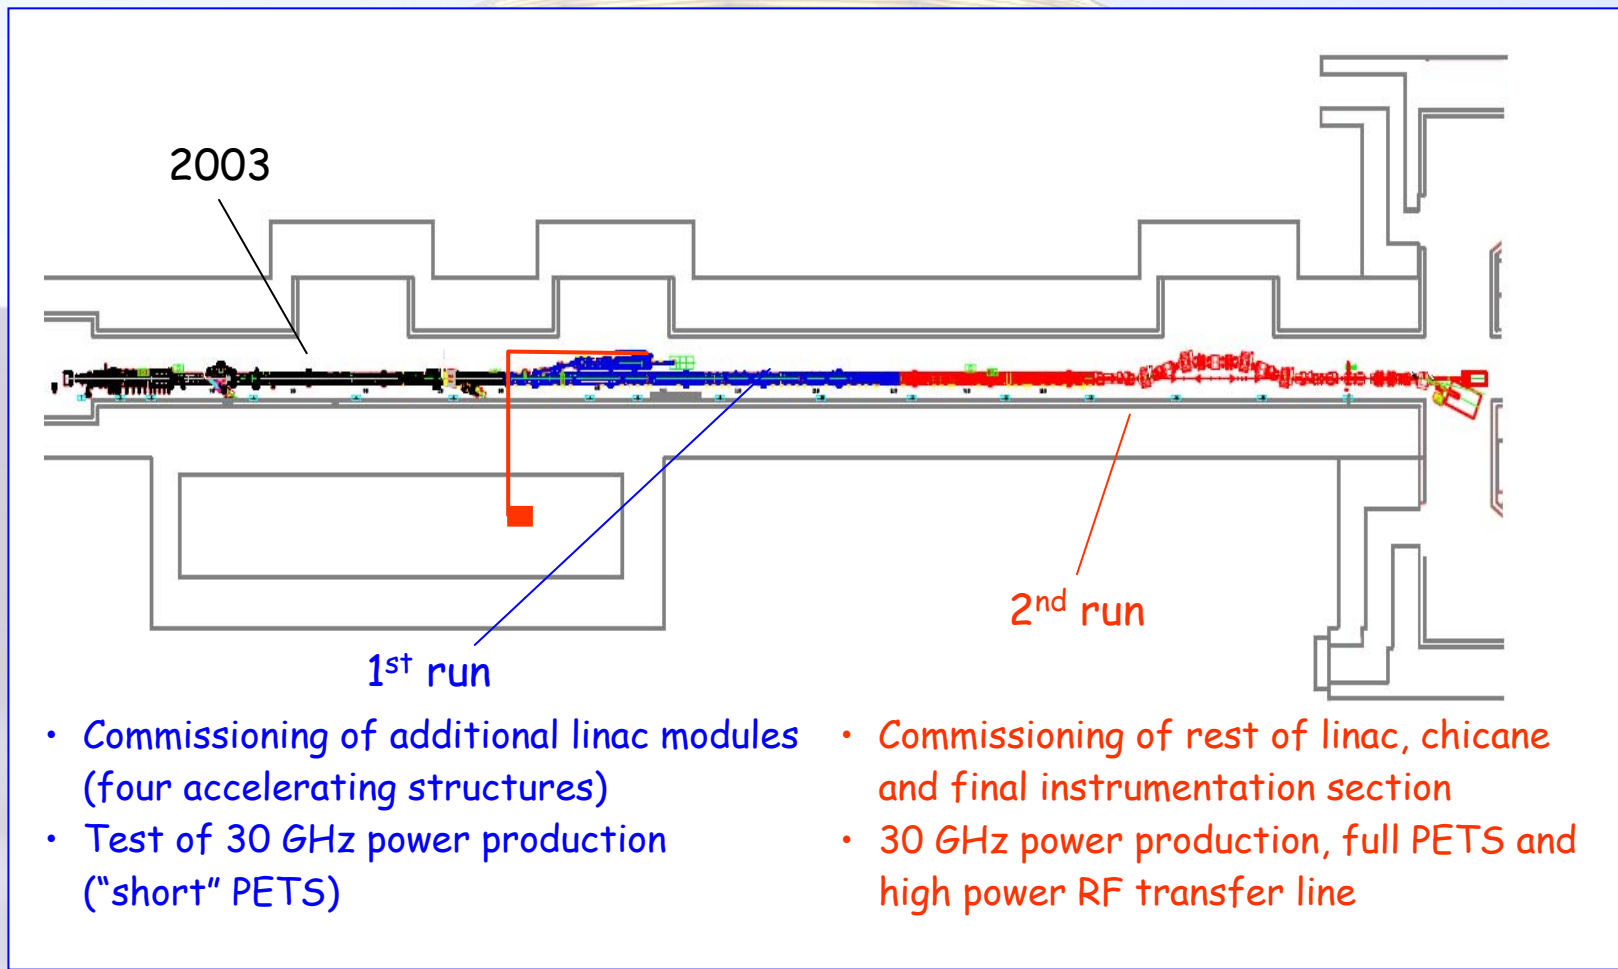 2003
1st run
2nd run
• Commissioning of additional linac modules
(four accelerating structures)
• Test of 30 GHz power production
(“short” PETS)
• Commissioning of rest of linac, chicane
and final instrumentation section
• 30 GHz power production, full PETS and
high power RF transfer line